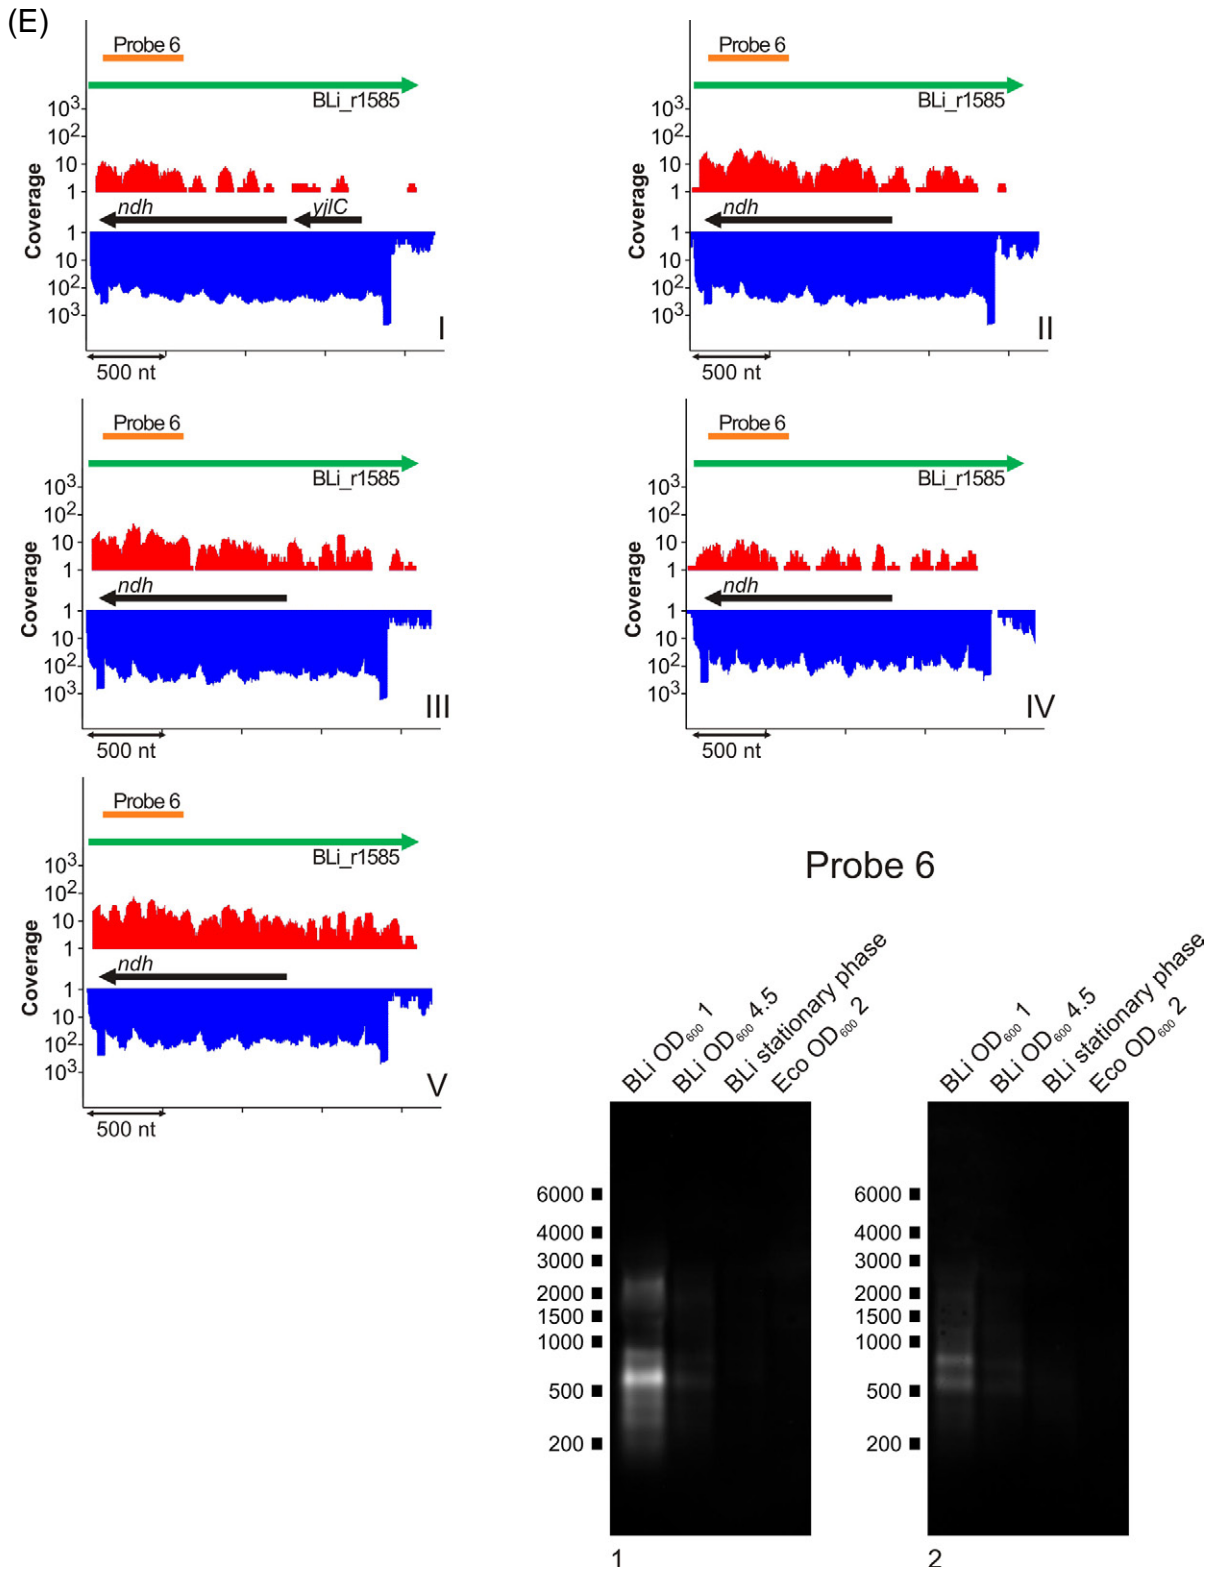 (E)
Probe 6
BLi_r1585
10³
10²
10
1
ndh
yjlC
Coverage
1
10
10²
10³
I
500 nt
Probe 6
BLi_r1585
10³
10²
10
1
ndh
Coverage
1
10
10²
10³
II
500 nt
Probe 6
BLi_r1585
10³
10²
10
1
ndh
Coverage
1
10
10²
10³
III
500 nt
Probe 6
BLi_r1585
10³
10²
10
1
ndh
Coverage
1
10
10²
10³
IV
500 nt
Probe 6
BLi_r1585
10³
10²
10
1
ndh
Coverage
1
10
10²
10³
V
500 nt
Probe 6
BLi OD₆₀₀ 1
BLi OD₆₀₀ 4.5
BLi stationary phase
Eco OD₆₀₀ 2
6000
4000
3000
2000
1500
1000
500
200
1
BLi OD₆₀₀ 1
BLi OD₆₀₀ 4.5
BLi stationary phase
Eco OD₆₀₀ 2
6000
4000
3000
2000
1500
1000
500
200
2